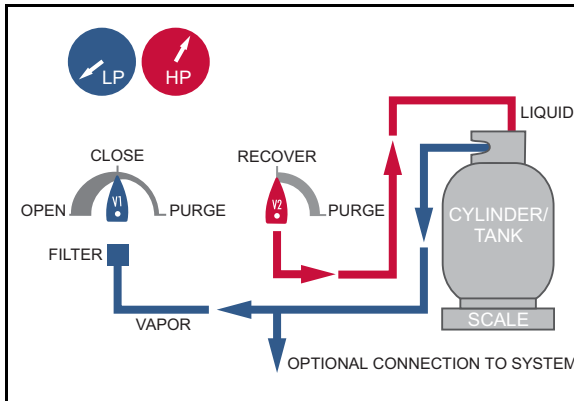 LP
HP
LIQUID
CLOSE
RECOVER
V1
V2
OPEN
PURGE
PURGE
CYLINDER/
TANK
FILTER
SCALE
VAPOR
OPTIONAL CONNECTION TO SYSTEM